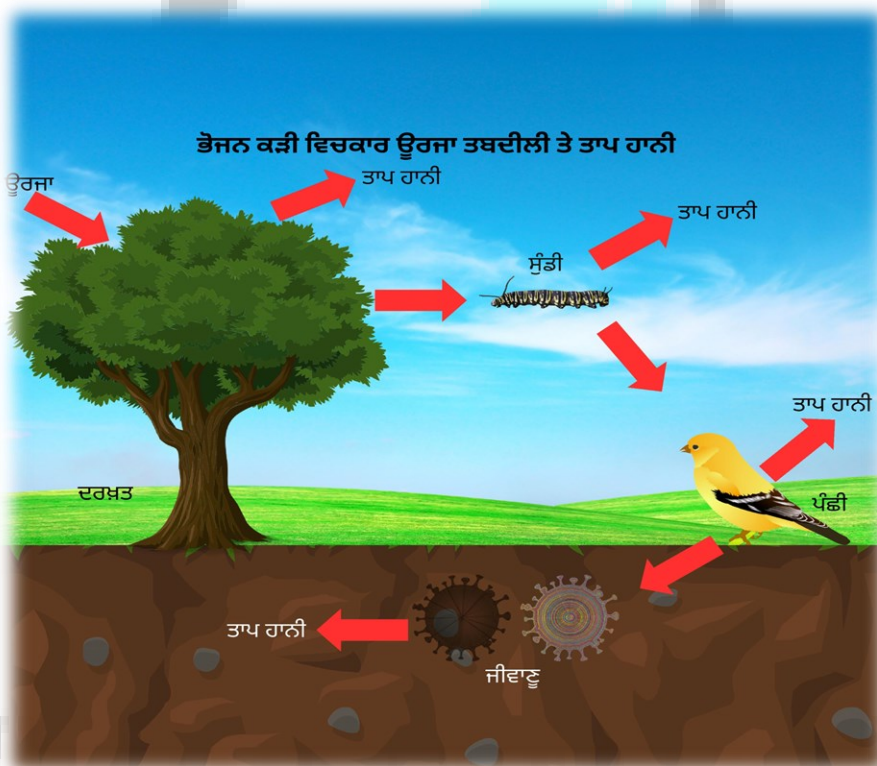 ਭੋਜਨ ਕੜੀ ਵਿਚਕਾਰ ਊਰਜਾ ਤਬਦੀਲੀ ਤੇ ਤਾਪ ਹਾਨੀ
ਊਰਜਾ
ਤਾਪ ਹਾਨੀ
ਤਾਪ ਹਾਨੀ
ਸੁੰਡੀ
ਤਾਪ ਹਾਨੀ
ਦਰਖ਼ਤ
ਪੰਛੀ
ਤਾਪ ਹਾਨੀ
ਜੀਵਾਣੂ